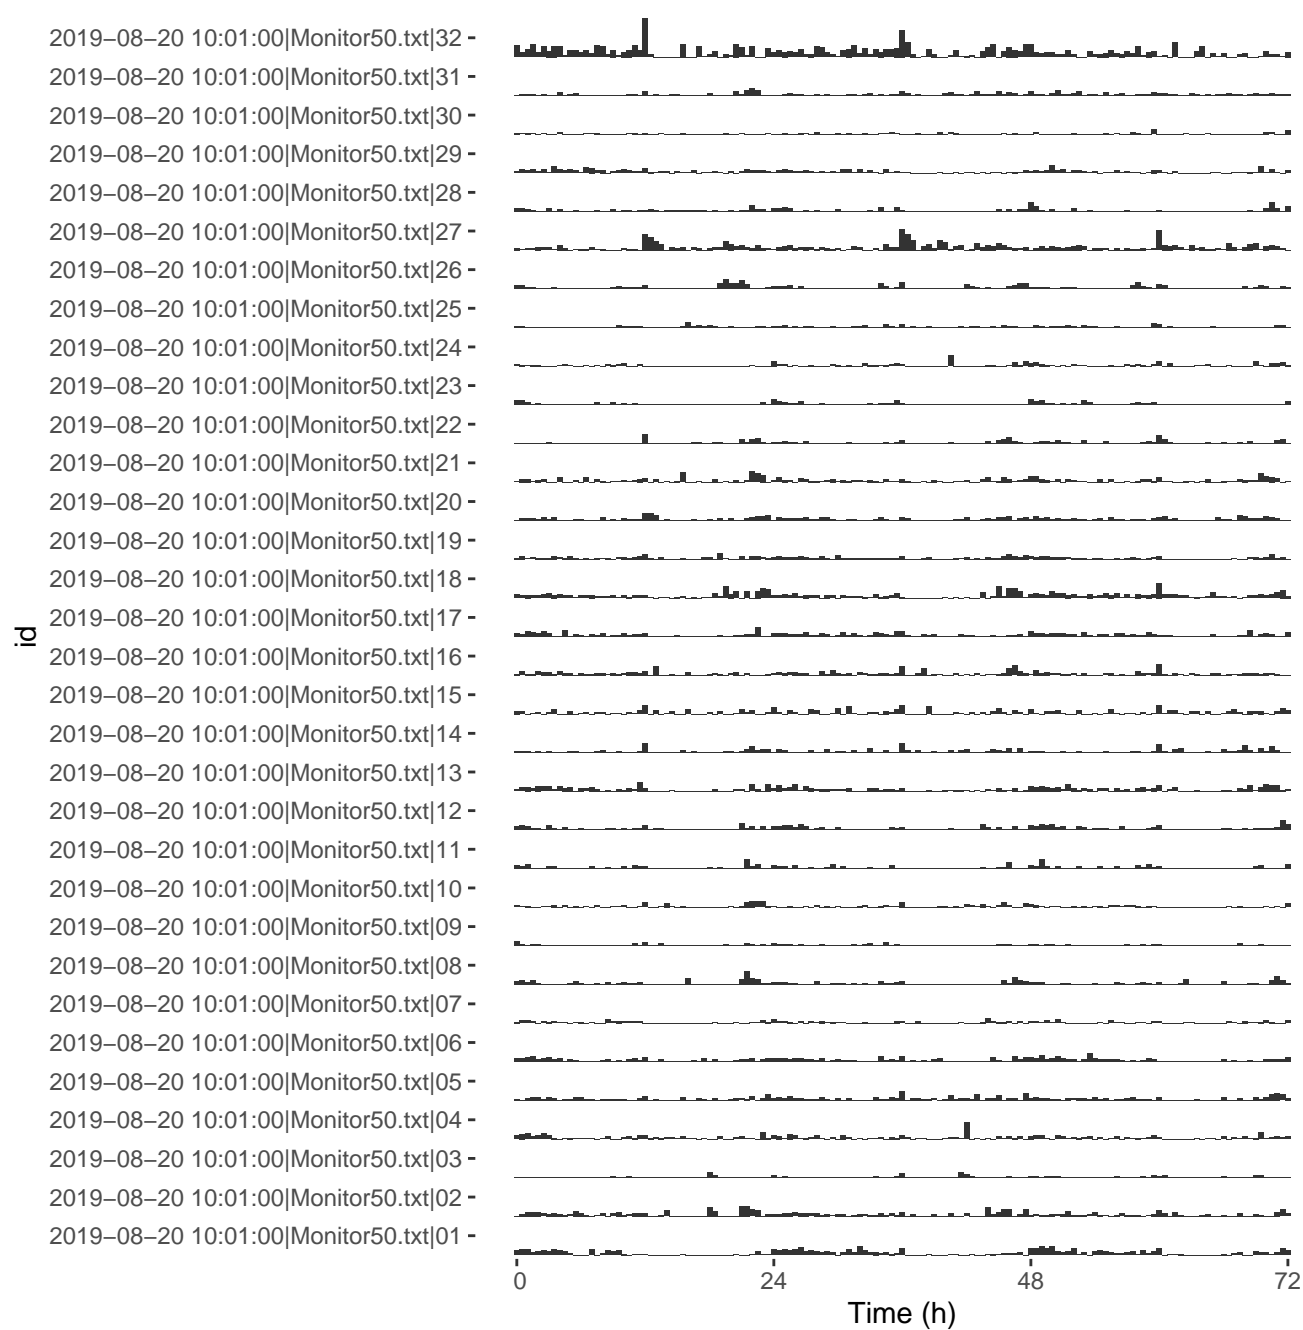 2019−08−20 10:01:00|Monitor50.txt|32
2019−08−20 10:01:00|Monitor50.txt|31
2019−08−20 10:01:00|Monitor50.txt|30
2019−08−20 10:01:00|Monitor50.txt|29
2019−08−20 10:01:00|Monitor50.txt|28
2019−08−20 10:01:00|Monitor50.txt|27
2019−08−20 10:01:00|Monitor50.txt|26
2019−08−20 10:01:00|Monitor50.txt|25
2019−08−20 10:01:00|Monitor50.txt|24
2019−08−20 10:01:00|Monitor50.txt|23
2019−08−20 10:01:00|Monitor50.txt|22
2019−08−20 10:01:00|Monitor50.txt|21
2019−08−20 10:01:00|Monitor50.txt|20
2019−08−20 10:01:00|Monitor50.txt|19
2019−08−20 10:01:00|Monitor50.txt|18
2019−08−20 10:01:00|Monitor50.txt|17
id
2019−08−20 10:01:00|Monitor50.txt|16
2019−08−20 10:01:00|Monitor50.txt|15
2019−08−20 10:01:00|Monitor50.txt|14
2019−08−20 10:01:00|Monitor50.txt|13
2019−08−20 10:01:00|Monitor50.txt|12
2019−08−20 10:01:00|Monitor50.txt|11
2019−08−20 10:01:00|Monitor50.txt|10
2019−08−20 10:01:00|Monitor50.txt|09
2019−08−20 10:01:00|Monitor50.txt|08
2019−08−20 10:01:00|Monitor50.txt|07
2019−08−20 10:01:00|Monitor50.txt|06
2019−08−20 10:01:00|Monitor50.txt|05
2019−08−20 10:01:00|Monitor50.txt|04
2019−08−20 10:01:00|Monitor50.txt|03
2019−08−20 10:01:00|Monitor50.txt|02
2019−08−20 10:01:00|Monitor50.txt|01
0 24 48 72
Time (h)